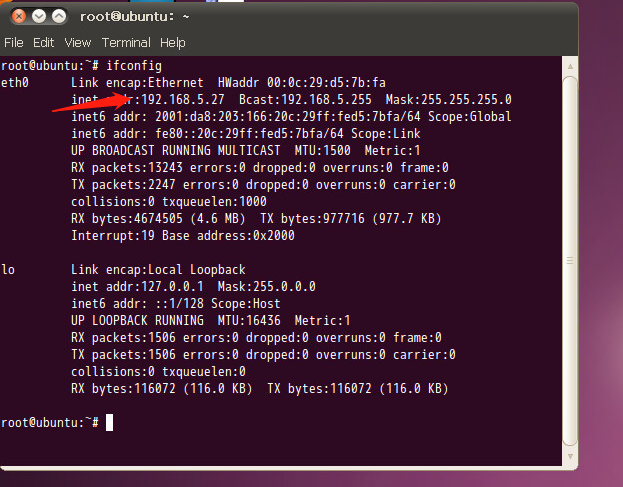 root@ubuntu: ~
File Edit View Terminal Help
root@ubuntu:~# ifconfig
eth0 Link encap:Ethernet HWaddr 00:0c:29:d5:7b:fa
inet :192.168.5.27 Bcast:192.168.5.255 Mask:255.255.255.0
inet6 addr: 2001:da8:203:166:20c:29ff:fed5:7bfa/64 Scope:Global
inet6 addr: fe80::20c:29ff:fed5:7bfa/64 Scope:Link
UP BROADCAST RUNNING MULTICAST MTU:1500 Metric:1
RX packets:13243 errors:0 dropped:0 overruns:0 frame:0
TX packets:2247 errors:0 dropped:0 overruns:0 carrier:0
collisions:0 txqueuelen:1000
RX bytes:4674505 (4.6 MB) TX bytes:977716 (977.7 KB)
Interrupt:19 Base address:0x2000
lo Link encap:Local Loopback
inet addr:127.0.0.1 Mask:255.0.0.0
inet6 addr: ::1/128 Scope:Host
UP LOOPBACK RUNNING MTU:16436 Metric:1
RX packets:1506 errors:0 dropped:0 overruns:0 frame:0
TX packets:1506 errors:0 dropped:0 overruns:0 carrier:0
collisions:0 txqueuelen:0
RX bytes:116072 (116.0 KB) TX bytes:116072 (116.0 KB)
root@ubuntu:~#